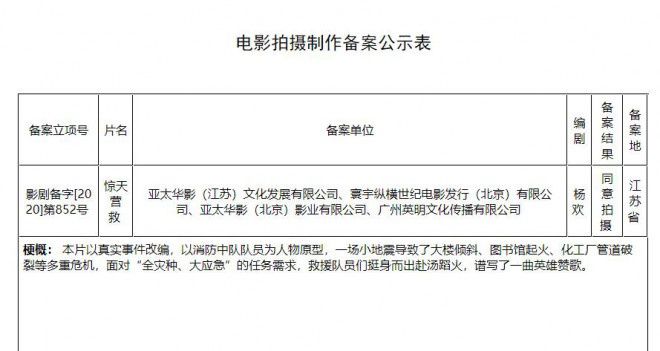 电影拍摄制作备案公示表
备案立项号 片名 备案单位 编剧 备案结果 备案地
影剧备字[2020]第852号 惊天营救 亚太华影（江苏）文化发展有限公司、寰宇纵横世纪电影发行（北京）有限公司、亚太华影（北京）影业有限公司、广州英明文化传播有限公司 杨欢 同意拍摄 江苏省
梗概： 本片以真实事件改编，以消防中队队员为人物原型，一场小地震导致了大楼倾斜、图书馆起火、化工厂管道破
裂等多重危机，面对“全灾种、大应急”的任务需求，救援队员们挺身而出赴汤蹈火，谱写了一曲英雄赞歌。